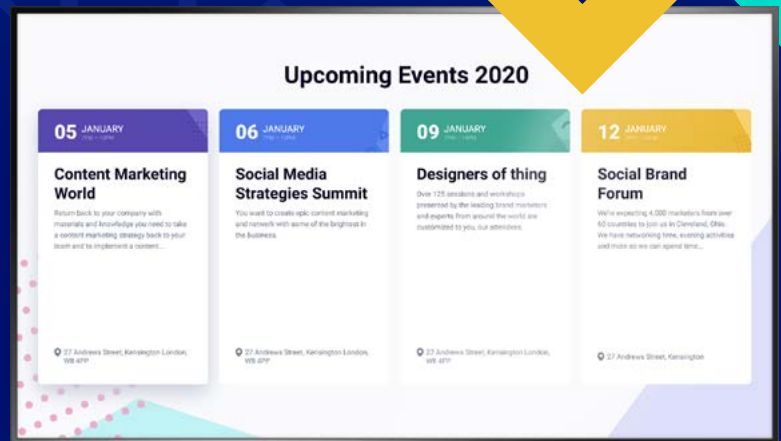 Upcoming Events 2020
05 JANUARY
Content Marketing
World
Return back to your company with
materials and knowledge you need to take
a content marketing strategy back to your
team and to implement a content...
27 Andrews Street, Kensington London,
W8 4PP
06 JANUARY
Social Media
Strategies Summit
You want to create epic content marketing
and network with some of the brightest in
the business.
27 Andrews Street, Kensington London,
W8 4PP
09 JANUARY
Designers of thing
Over 125 sessions and workshops
presented by the leading brand marketers
and experts from around the world are
customized to you, our attendees.
27 Andrews Street, Kensington London,
W8 4PP
12 JANUARY
Social Brand
Forum
We're expecting 4,000 marketers from over
60 countries to join us in Cleveland, Ohio.
We have networking time, evening activities
and more so we can spend time...
27 Andrews Street, Kensington